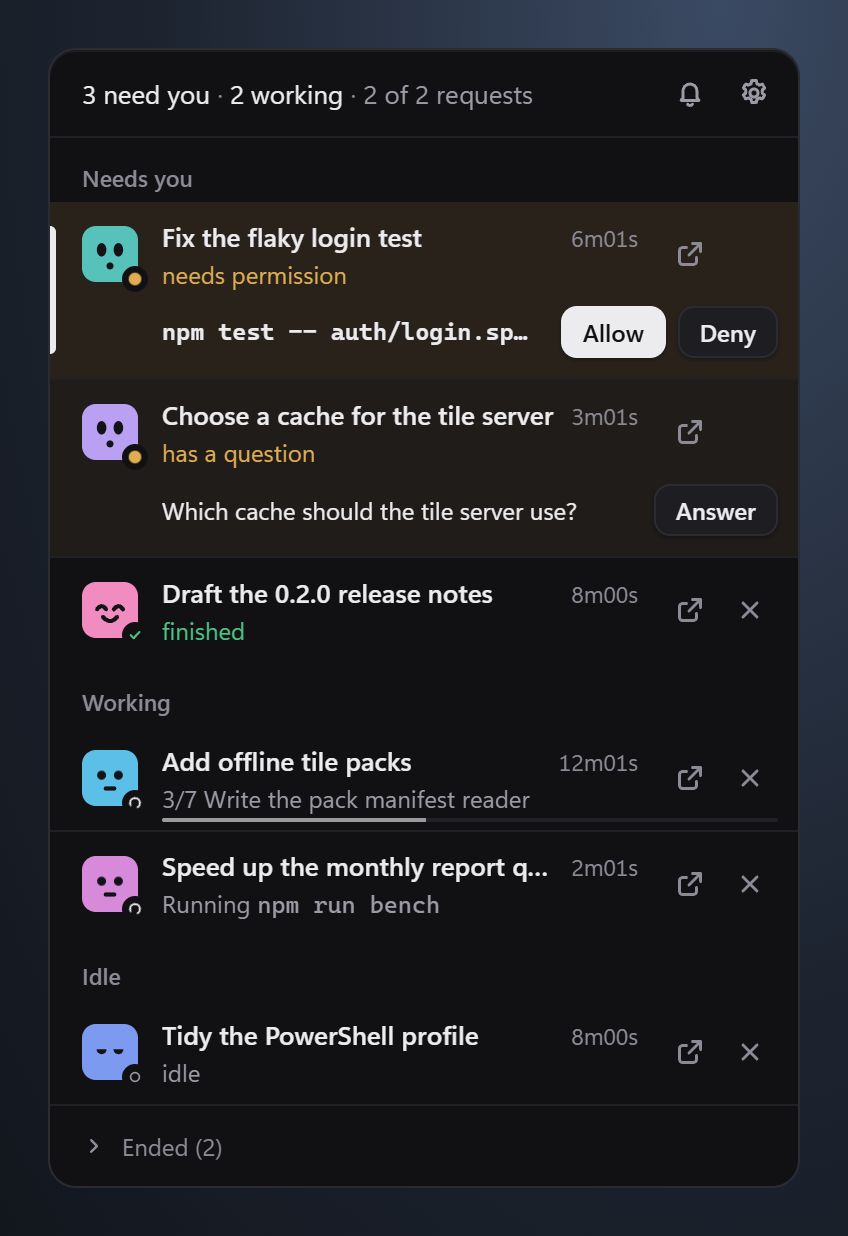 3 need you · 2 working · 2 of 2 requests
Needs you
Fix the flaky login test 6m01s
needs permission
npm test -- auth/login.sp… Allow Deny
Choose a cache for the tile server 3m01s
has a question
Which cache should the tile server use? Answer
Draft the 0.2.0 release notes 8m00s
finished
Working
Add offline tile packs 12m01s
3/7 Write the pack manifest reader
Speed up the monthly report q… 2m01s
Running npm run bench
Idle
Tidy the PowerShell profile 8m00s
idle
Ended (2)